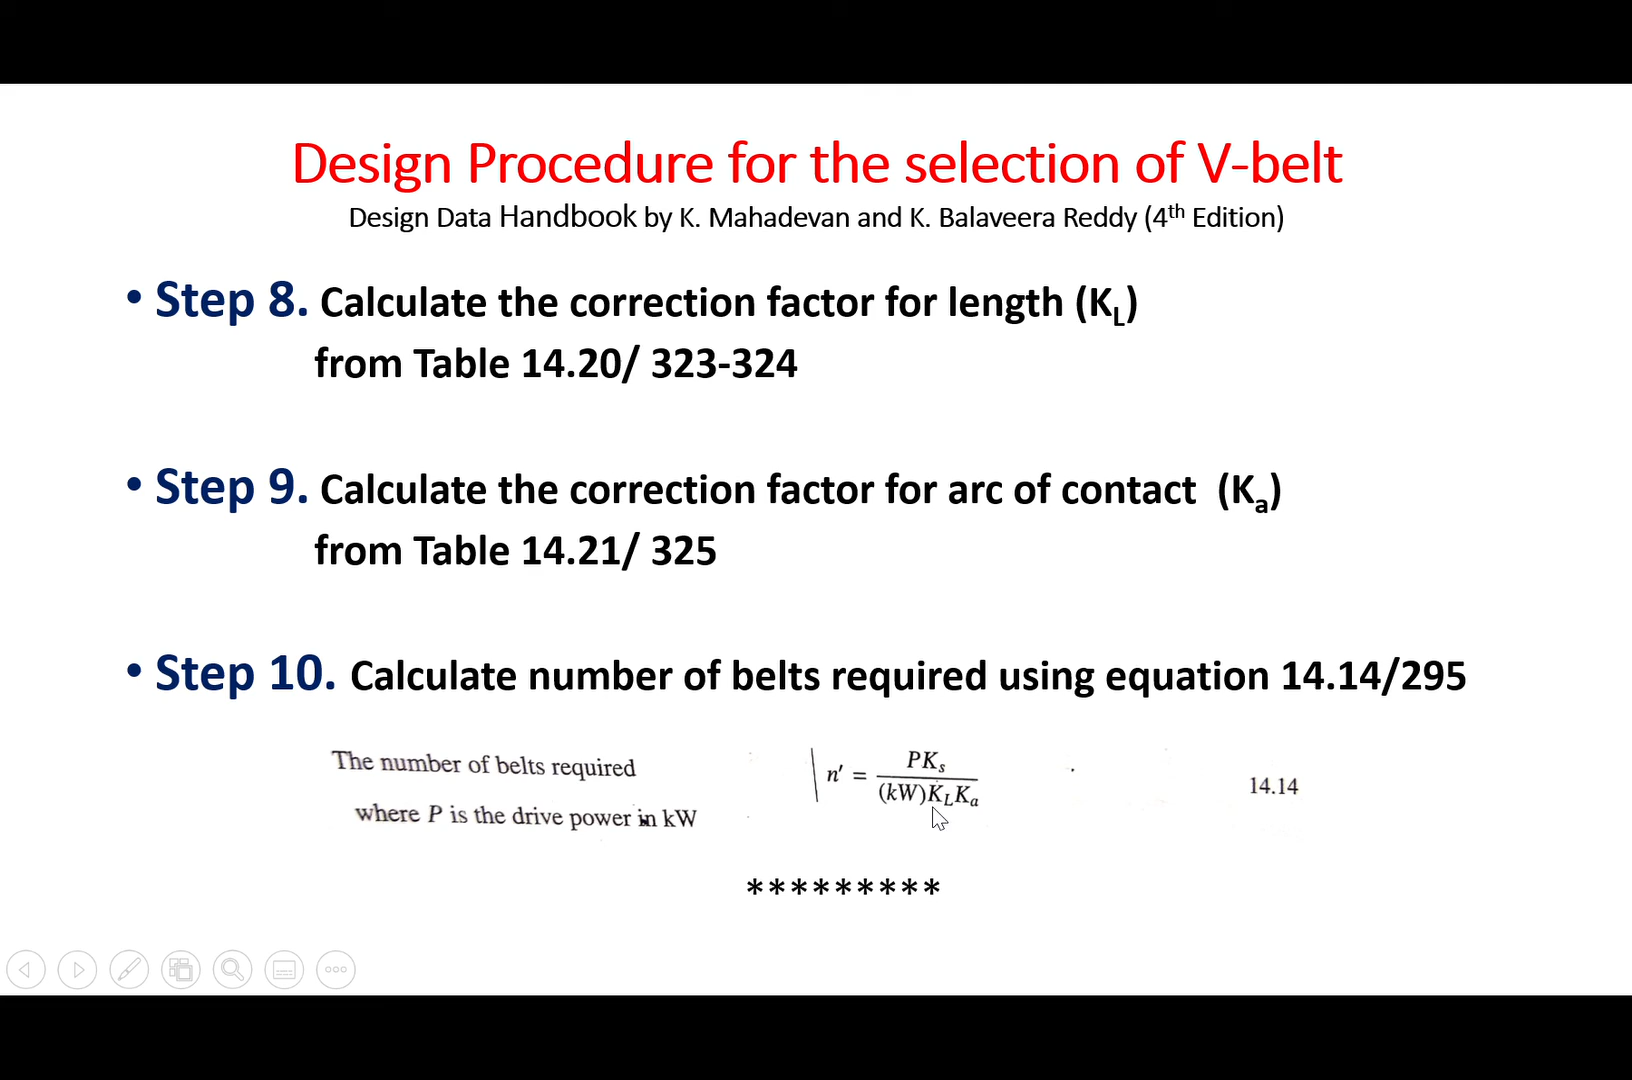 Design Procedure for the selection of V-belt
Design Data Handbook by K. Mahadevan and K. Balaveera Reddy (4th Edition)
• Step 8. Calculate the correction factor for length (K_L)
from Table 14.20/ 323-324
• Step 9. Calculate the correction factor for arc of contact (K_a)
from Table 14.21/ 325
• Step 10. Calculate number of belts required using equation 14.14/295
The number of belts required n' = PK_s / (kW)K_LK_a 14.14
where P is the drive power in kW
*********